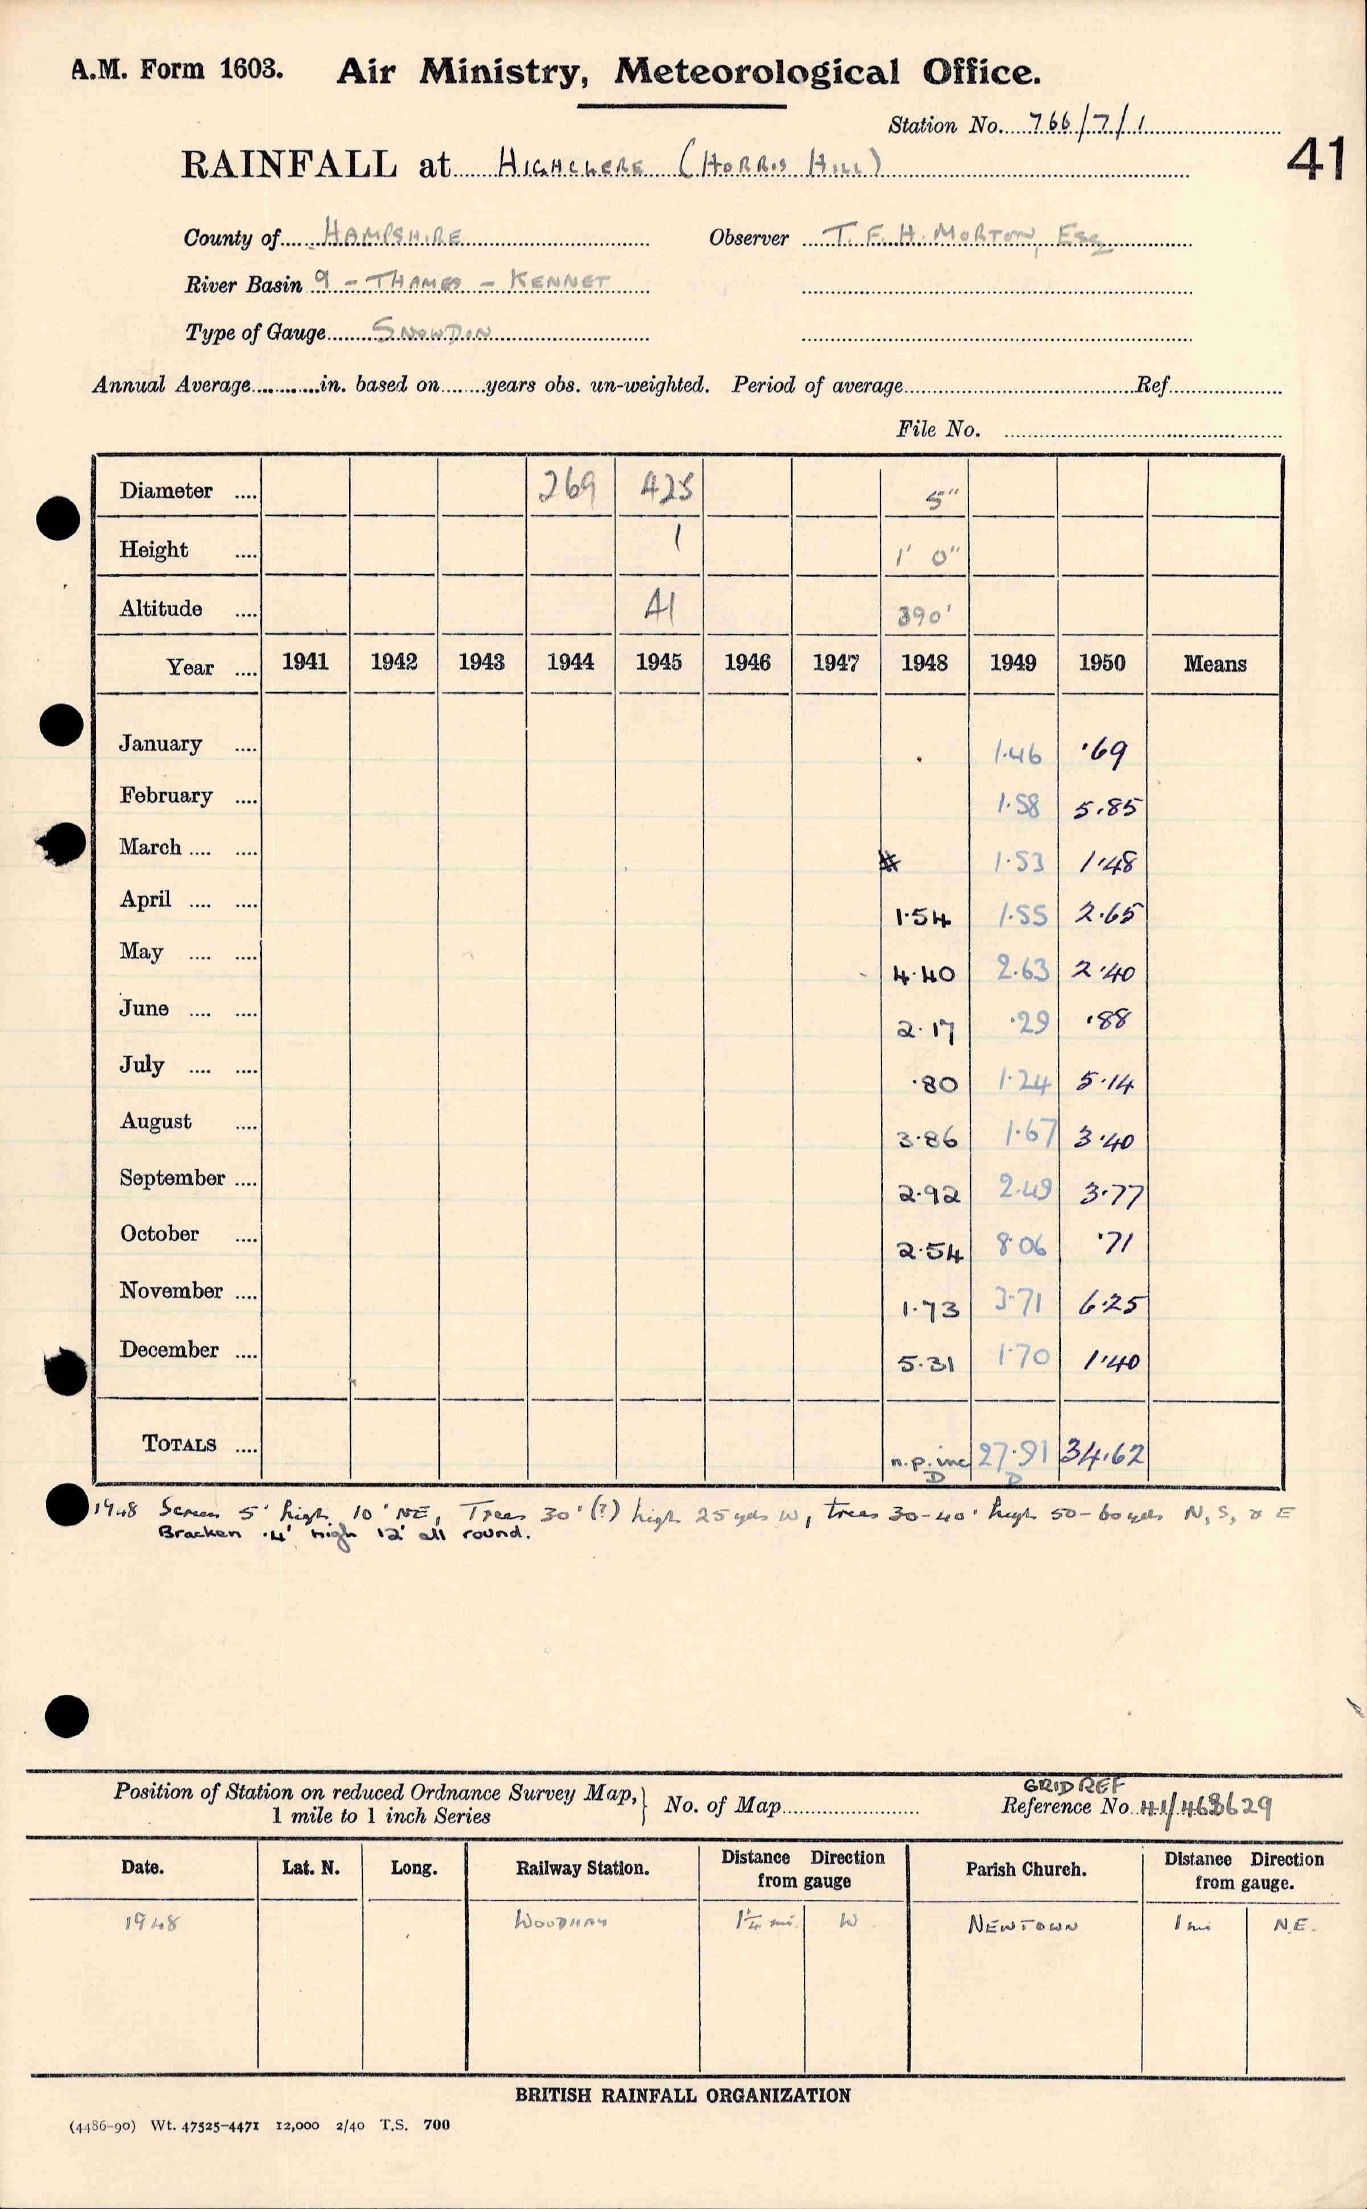 A.M. Form 1603. Air Ministry, Meteorological Office.
Station No. 766/7/1
41
RAINFALL at HIGHCLERE (HORRIS HILL)
County of HAMPSHIRE Observer T. F. H. MORTON, ESQ
River Basin 9 - THAMES - KENNET
Type of Gauge SNOWDON
Annual Average............in. based on........years obs. un-weighted. Period of average........Ref........
File No. ........
Diameter .... 269 425 5"
Height .... 1 1' 0"
Altitude .... 41 390'
Year .... 1941 1942 1943 1944 1945 1946 1947 1948 1949 1950 Means
January .... 1.46 .69
February .... 1.58 5.85
March .... .... 1.53 1.48
April .... .... 1.54 1.55 2.65
May .... .... 4.40 2.63 2.40
June .... .... 2.17 .29 .88
July .... .... .80 1.24 5.14
August .... 3.86 1.67 3.40
September .... 2.92 2.49 3.77
October .... 2.54 8.06 .71
November .... 1.73 3.71 6.25
December .... 5.31 1.70 1.40
TOTALS .... n.p. inc 27.91 34.62
D D
1948 Screen 5' high 10' NE, Trees 30' (?) high 25 yds W, trees 30-40' high 50-60 yds N, S, & E
Bracken 4' high 12' all round.
Position of Station on reduced Ordnance Survey Map, 1 mile to 1 inch Series } No. of Map........ GRID REF
Reference No. 41/463629
Date. Lat. N. Long. Railway Station. Distance Direction from gauge Parish Church. Distance Direction from gauge.
1948 WOODHAY 1¼ mi. W NEWTOWN 1 mi N.E.
BRITISH RAINFALL ORGANIZATION
(4486-90) Wt. 47525-4471 12,000 2/40 T.S. 700